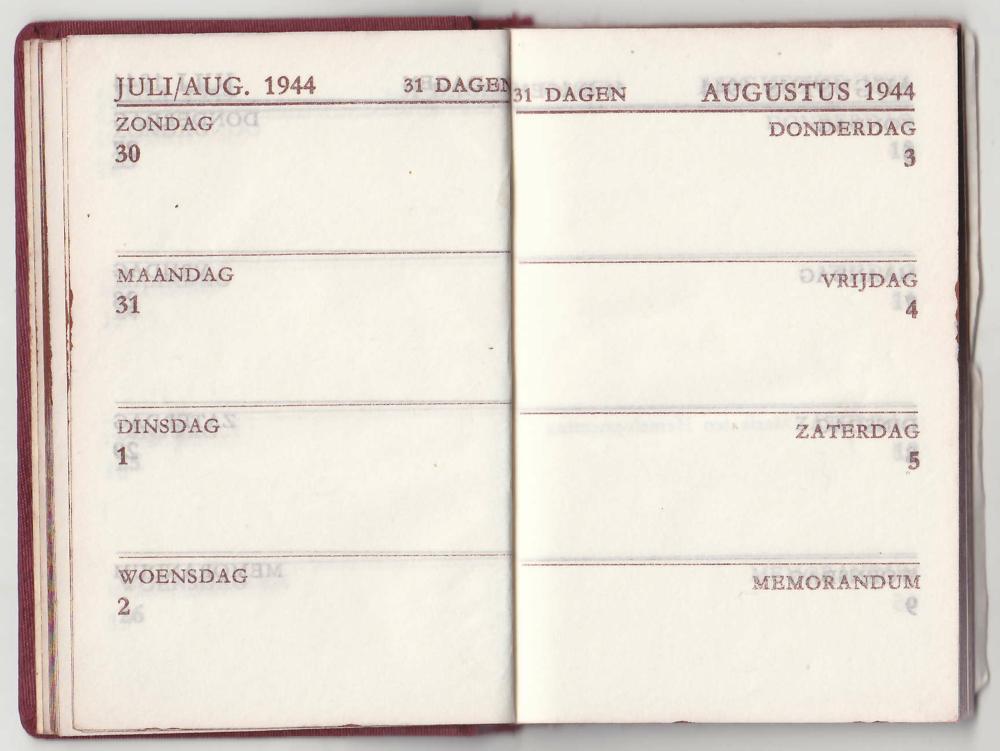 JULI/AUG. 1944 31 DAGEN
ZONDAG
30
MAANDAG
31
DINSDAG
1
WOENSDAG
2
31 DAGEN AUGUSTUS 1944
DONDERDAG
3
VRIJDAG
4
ZATERDAG
5
MEMORANDUM